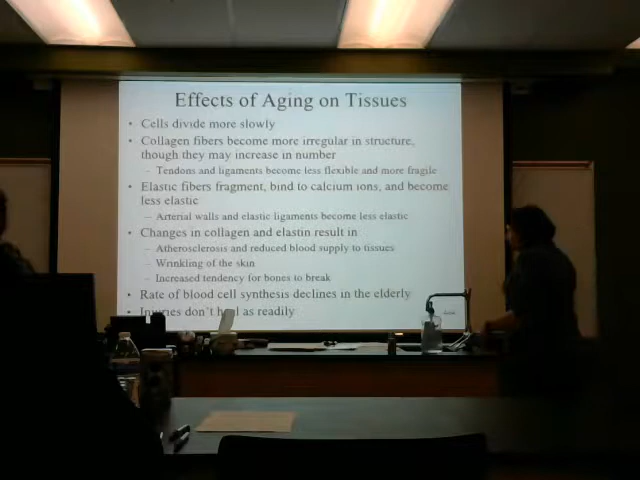 Effects of Aging on Tissues
• Cells divide more slowly
• Collagen fibers become more irregular in structure,
though they may increase in number
– Tendons and ligaments become less flexible and more fragile
• Elastic fibers fragment, bind to calcium ions, and become
less elastic
– Arterial walls and elastic ligaments become less elastic
• Changes in collagen and elastin result in
– Atherosclerosis and reduced blood supply to tissues
– Wrinkling of the skin
– Increased tendency for bones to break
• Rate of blood cell synthesis declines in the elderly
• Injuries don't heal as readily